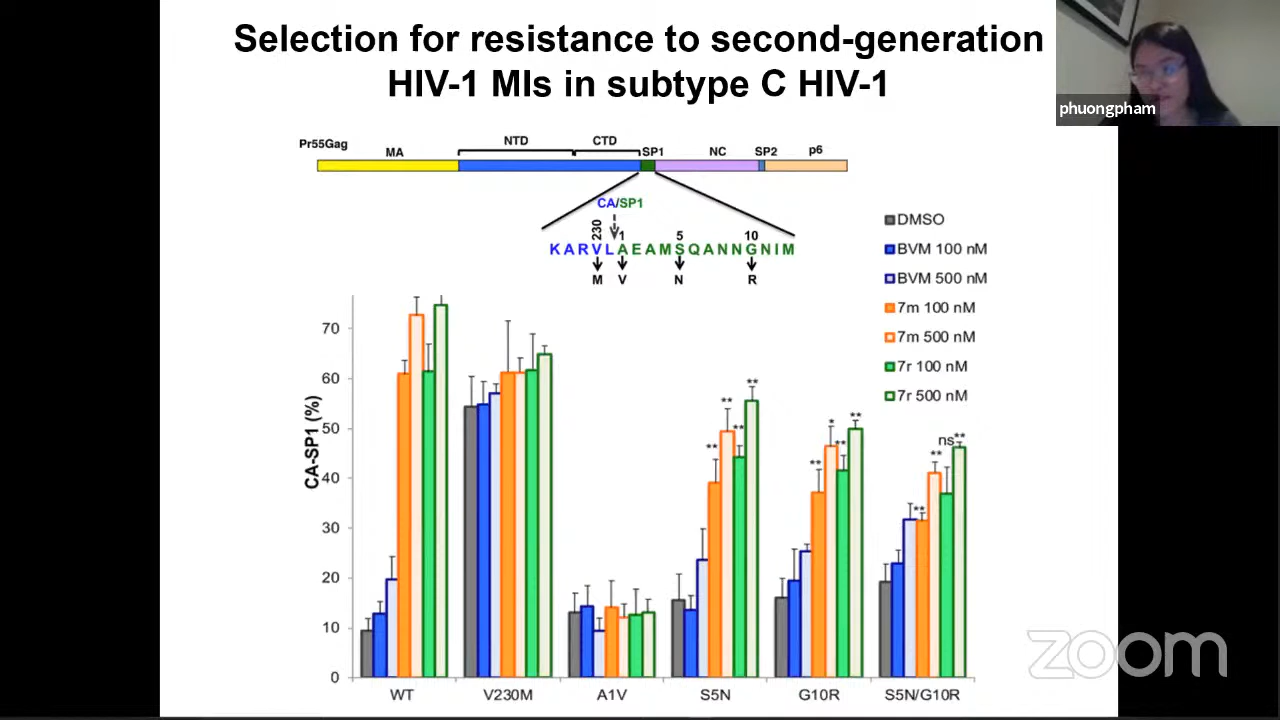 Selection for resistance to second-generation
HIV-1 MIs in subtype C HIV-1
phuongpham
Pr55Gag
MA
NTD
CTD
SP1
NC
SP2
p6
CA/SP1
230
1
5
10
K A R V L A E A M S Q A N N G N I M
M
V
N
R
DMSO
BVM 100 nM
BVM 500 nM
7m 100 nM
7m 500 nM
7r 100 nM
7r 500 nM
CA-SP1 (%)
70
60
50
40
30
20
10
0
**
**
**
**
**
*
**
**
**
**
ns
**
WT
V230M
A1V
S5N
G10R
S5N/G10R
zoom